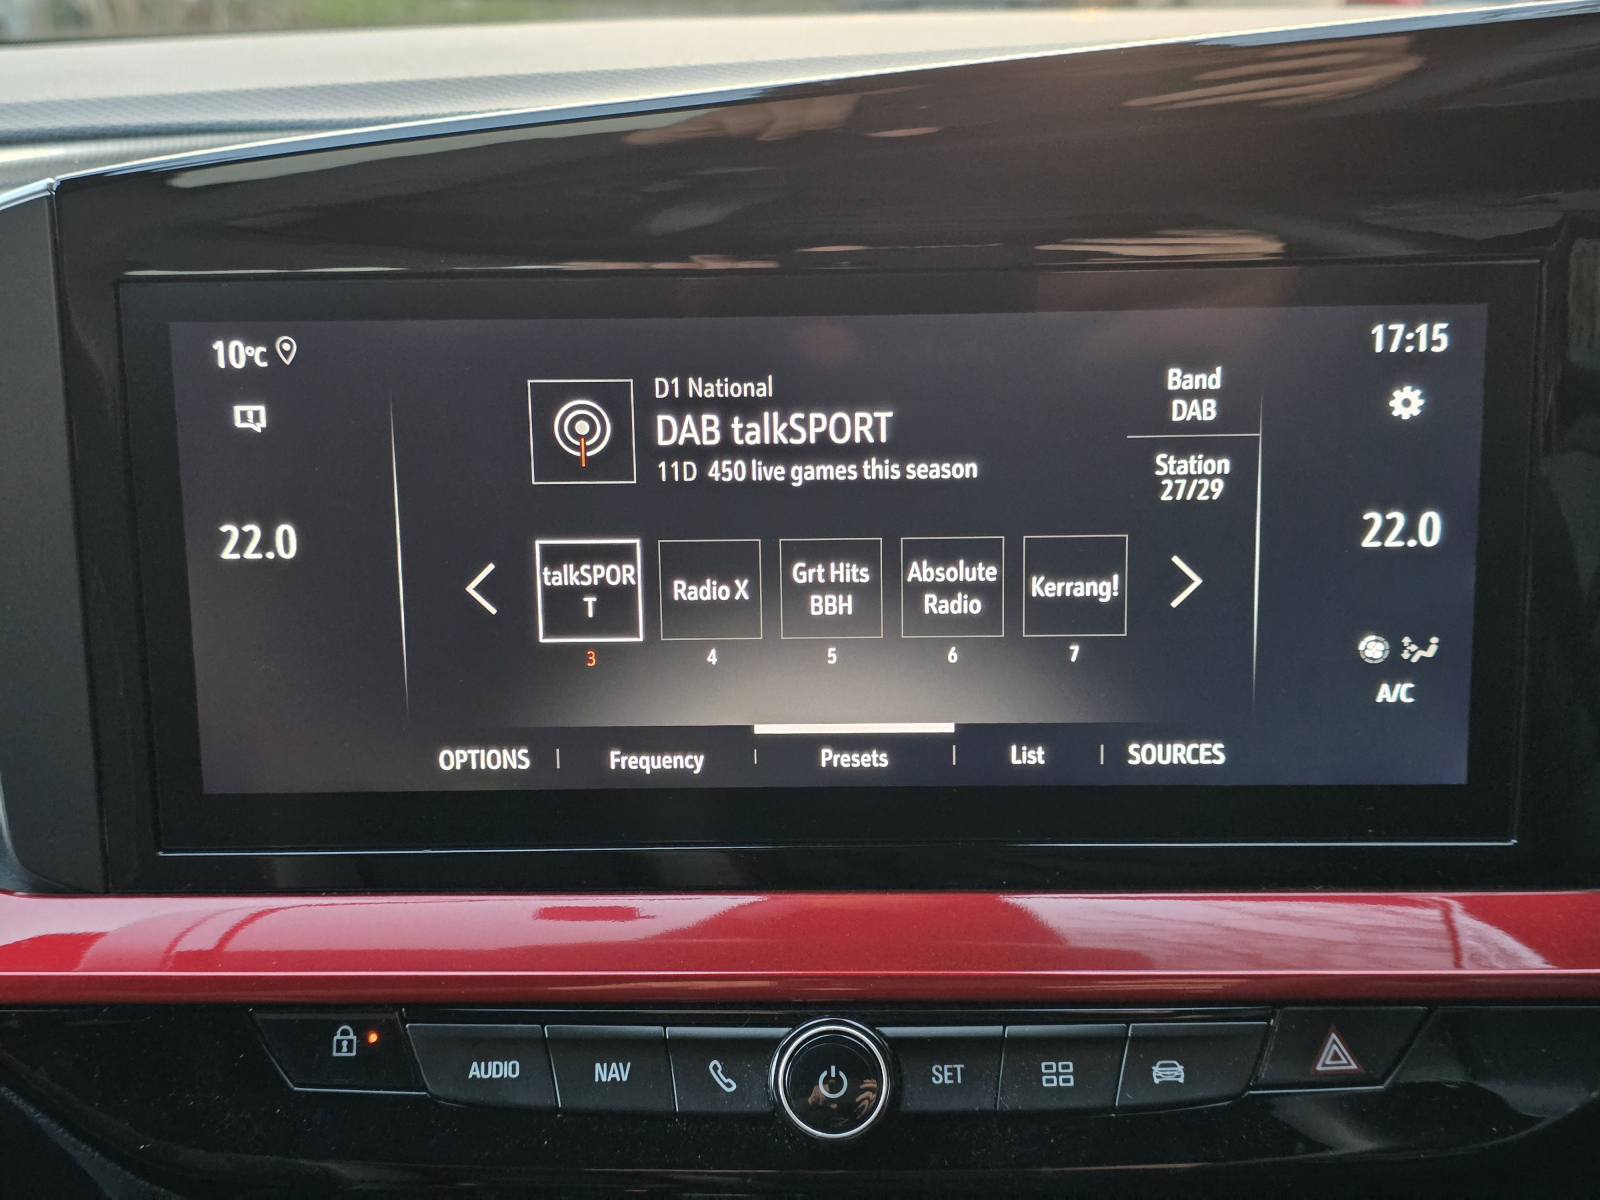 10°C
17:15
D1 National
DAB talkSPORT
11D 450 live games this season
Band
DAB
Station
27/29
22.0
22.0
talkSPOR
T
Radio X
Grt Hits
BBH
Absolute
Radio
Kerrang!
3
4
5
6
7
A/C
OPTIONS
Frequency
Presets
List
SOURCES
AUDIO
NAV
SET